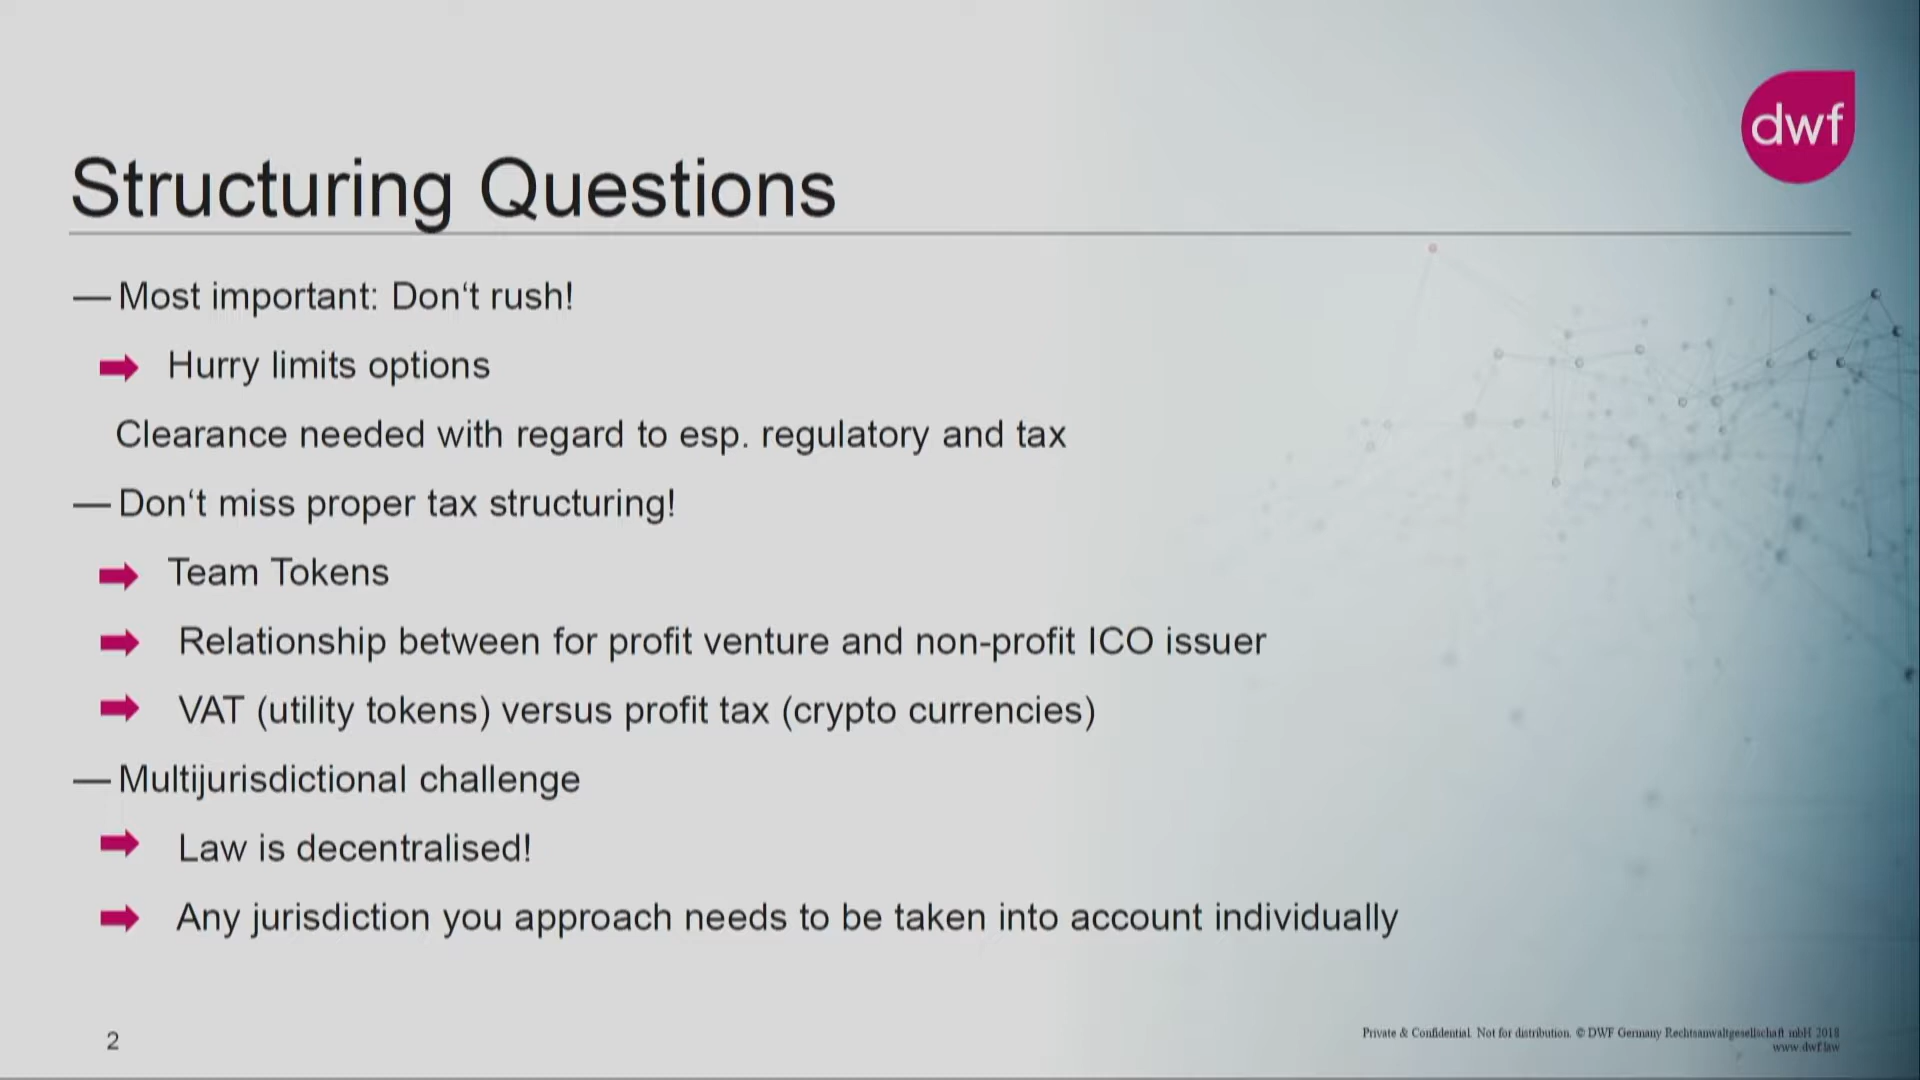 dwf
Structuring Questions
— Most important: Don‘t rush!
Hurry limits options
Clearance needed with regard to esp. regulatory and tax
— Don‘t miss proper tax structuring!
Team Tokens
Relationship between for profit venture and non-profit ICO issuer
VAT (utility tokens) versus profit tax (crypto currencies)
— Multijurisdictional challenge
Law is decentralised!
Any jurisdiction you approach needs to be taken into account individually
2
Private & Confidential. Not for distribution. © DWF Germany Rechtsanwaltgesellschaft mbH 2018
www.dwf.law